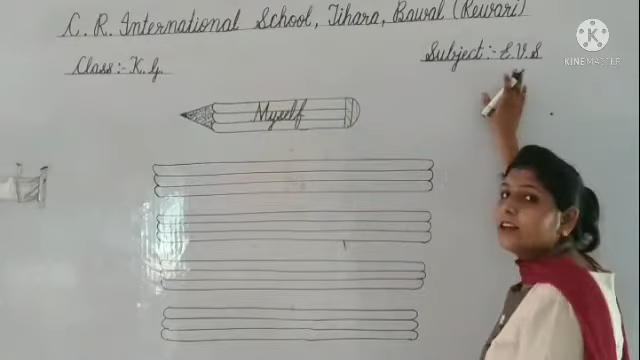 C. R. International School, Tihara, Bawal (Rewari)
Class:- K. G.
Subject:- E.V.S
Myself
KINEMASTER